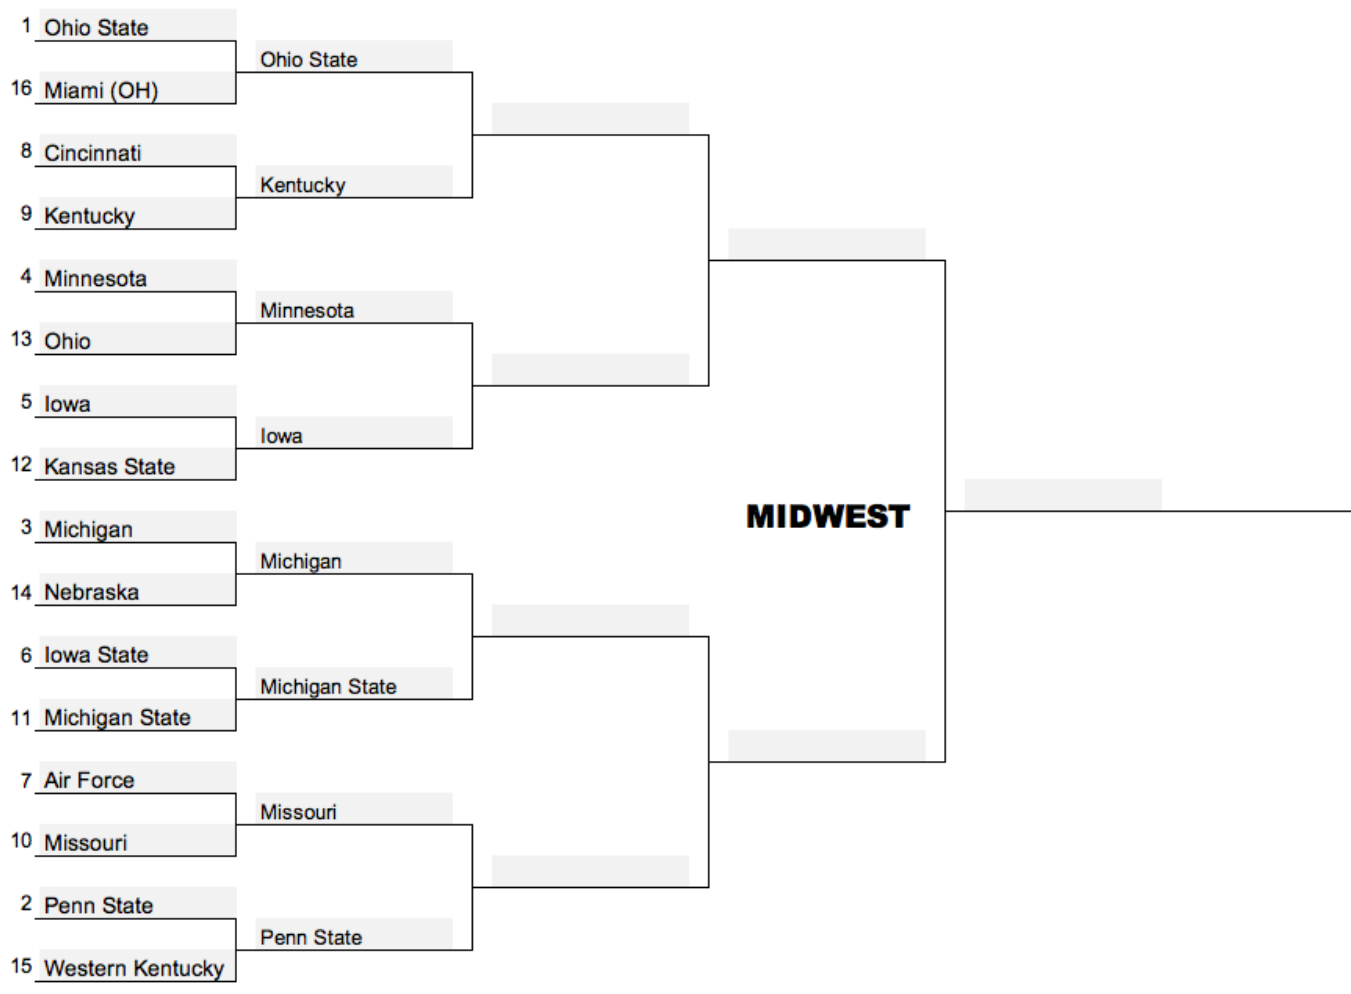 1 Ohio State
Ohio State
16 Miami (OH)
8 Cincinnati
Kentucky
9 Kentucky
4 Minnesota
Minnesota
13 Ohio
5 Iowa
Iowa
12 Kansas State
MIDWEST
3 Michigan
Michigan
14 Nebraska
6 Iowa State
Michigan State
11 Michigan State
7 Air Force
Missouri
10 Missouri
2 Penn State
Penn State
15 Western Kentucky